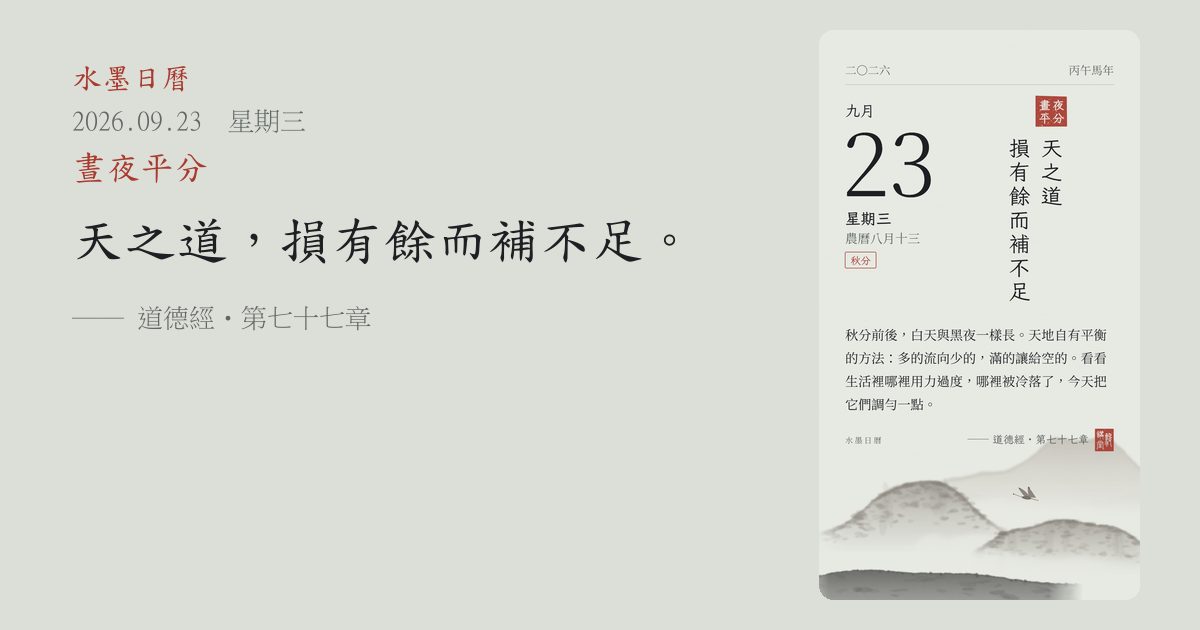 水墨日曆
2026.09.23 星期三
晝夜平分
天之道，損有餘而補不足。
—— 道德經・第七十七章
二〇二六
丙午馬年
九月
23
星期三
農曆八月十三
秋分
晝夜
平分
天之道
損有餘而補不足
秋分前後，白天與黑夜一樣長。天地自有平衡
的方法：多的流向少的，滿的讓給空的。看看
生活裡哪裡用力過度，哪裡被冷落了，今天把
它們調勻一點。
水墨日曆
—— 道德經・第七十七章